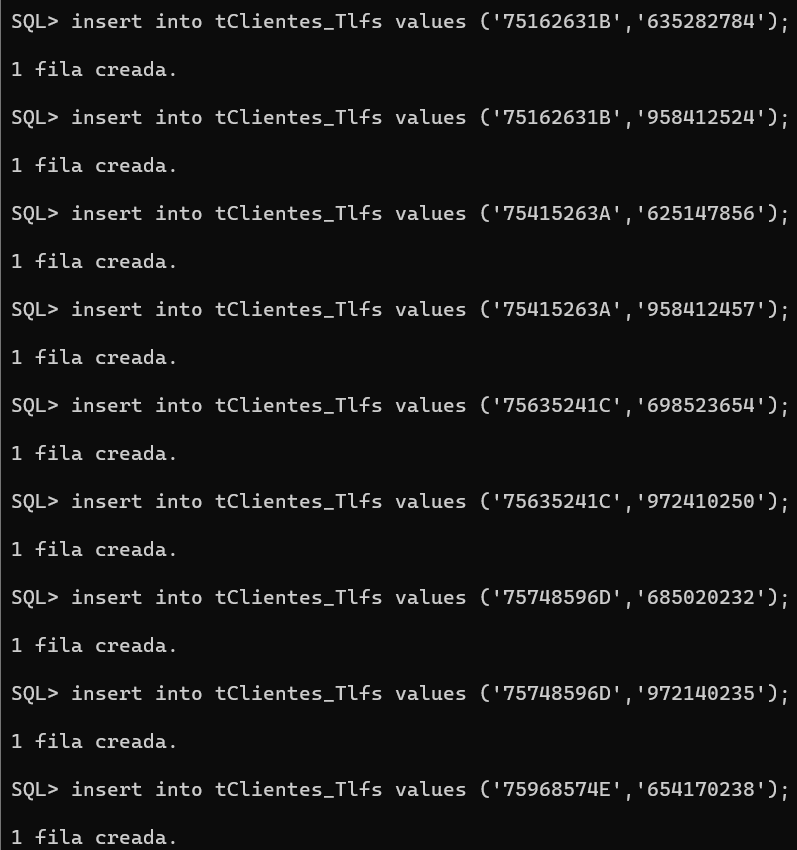 SQL> insert into tClientes_Tlfs values ('75162631B','635282784');
1 fila creada.
SQL> insert into tClientes_Tlfs values ('75162631B','958412524');
1 fila creada.
SQL> insert into tClientes_Tlfs values ('75415263A','625147856');
1 fila creada.
SQL> insert into tClientes_Tlfs values ('75415263A','958412457');
1 fila creada.
SQL> insert into tClientes_Tlfs values ('75635241C','698523654');
1 fila creada.
SQL> insert into tClientes_Tlfs values ('75635241C','972410250');
1 fila creada.
SQL> insert into tClientes_Tlfs values ('75748596D','685020232');
1 fila creada.
SQL> insert into tClientes_Tlfs values ('75748596D','972140235');
1 fila creada.
SQL> insert into tClientes_Tlfs values ('75968574E','654170238');
1 fila creada.